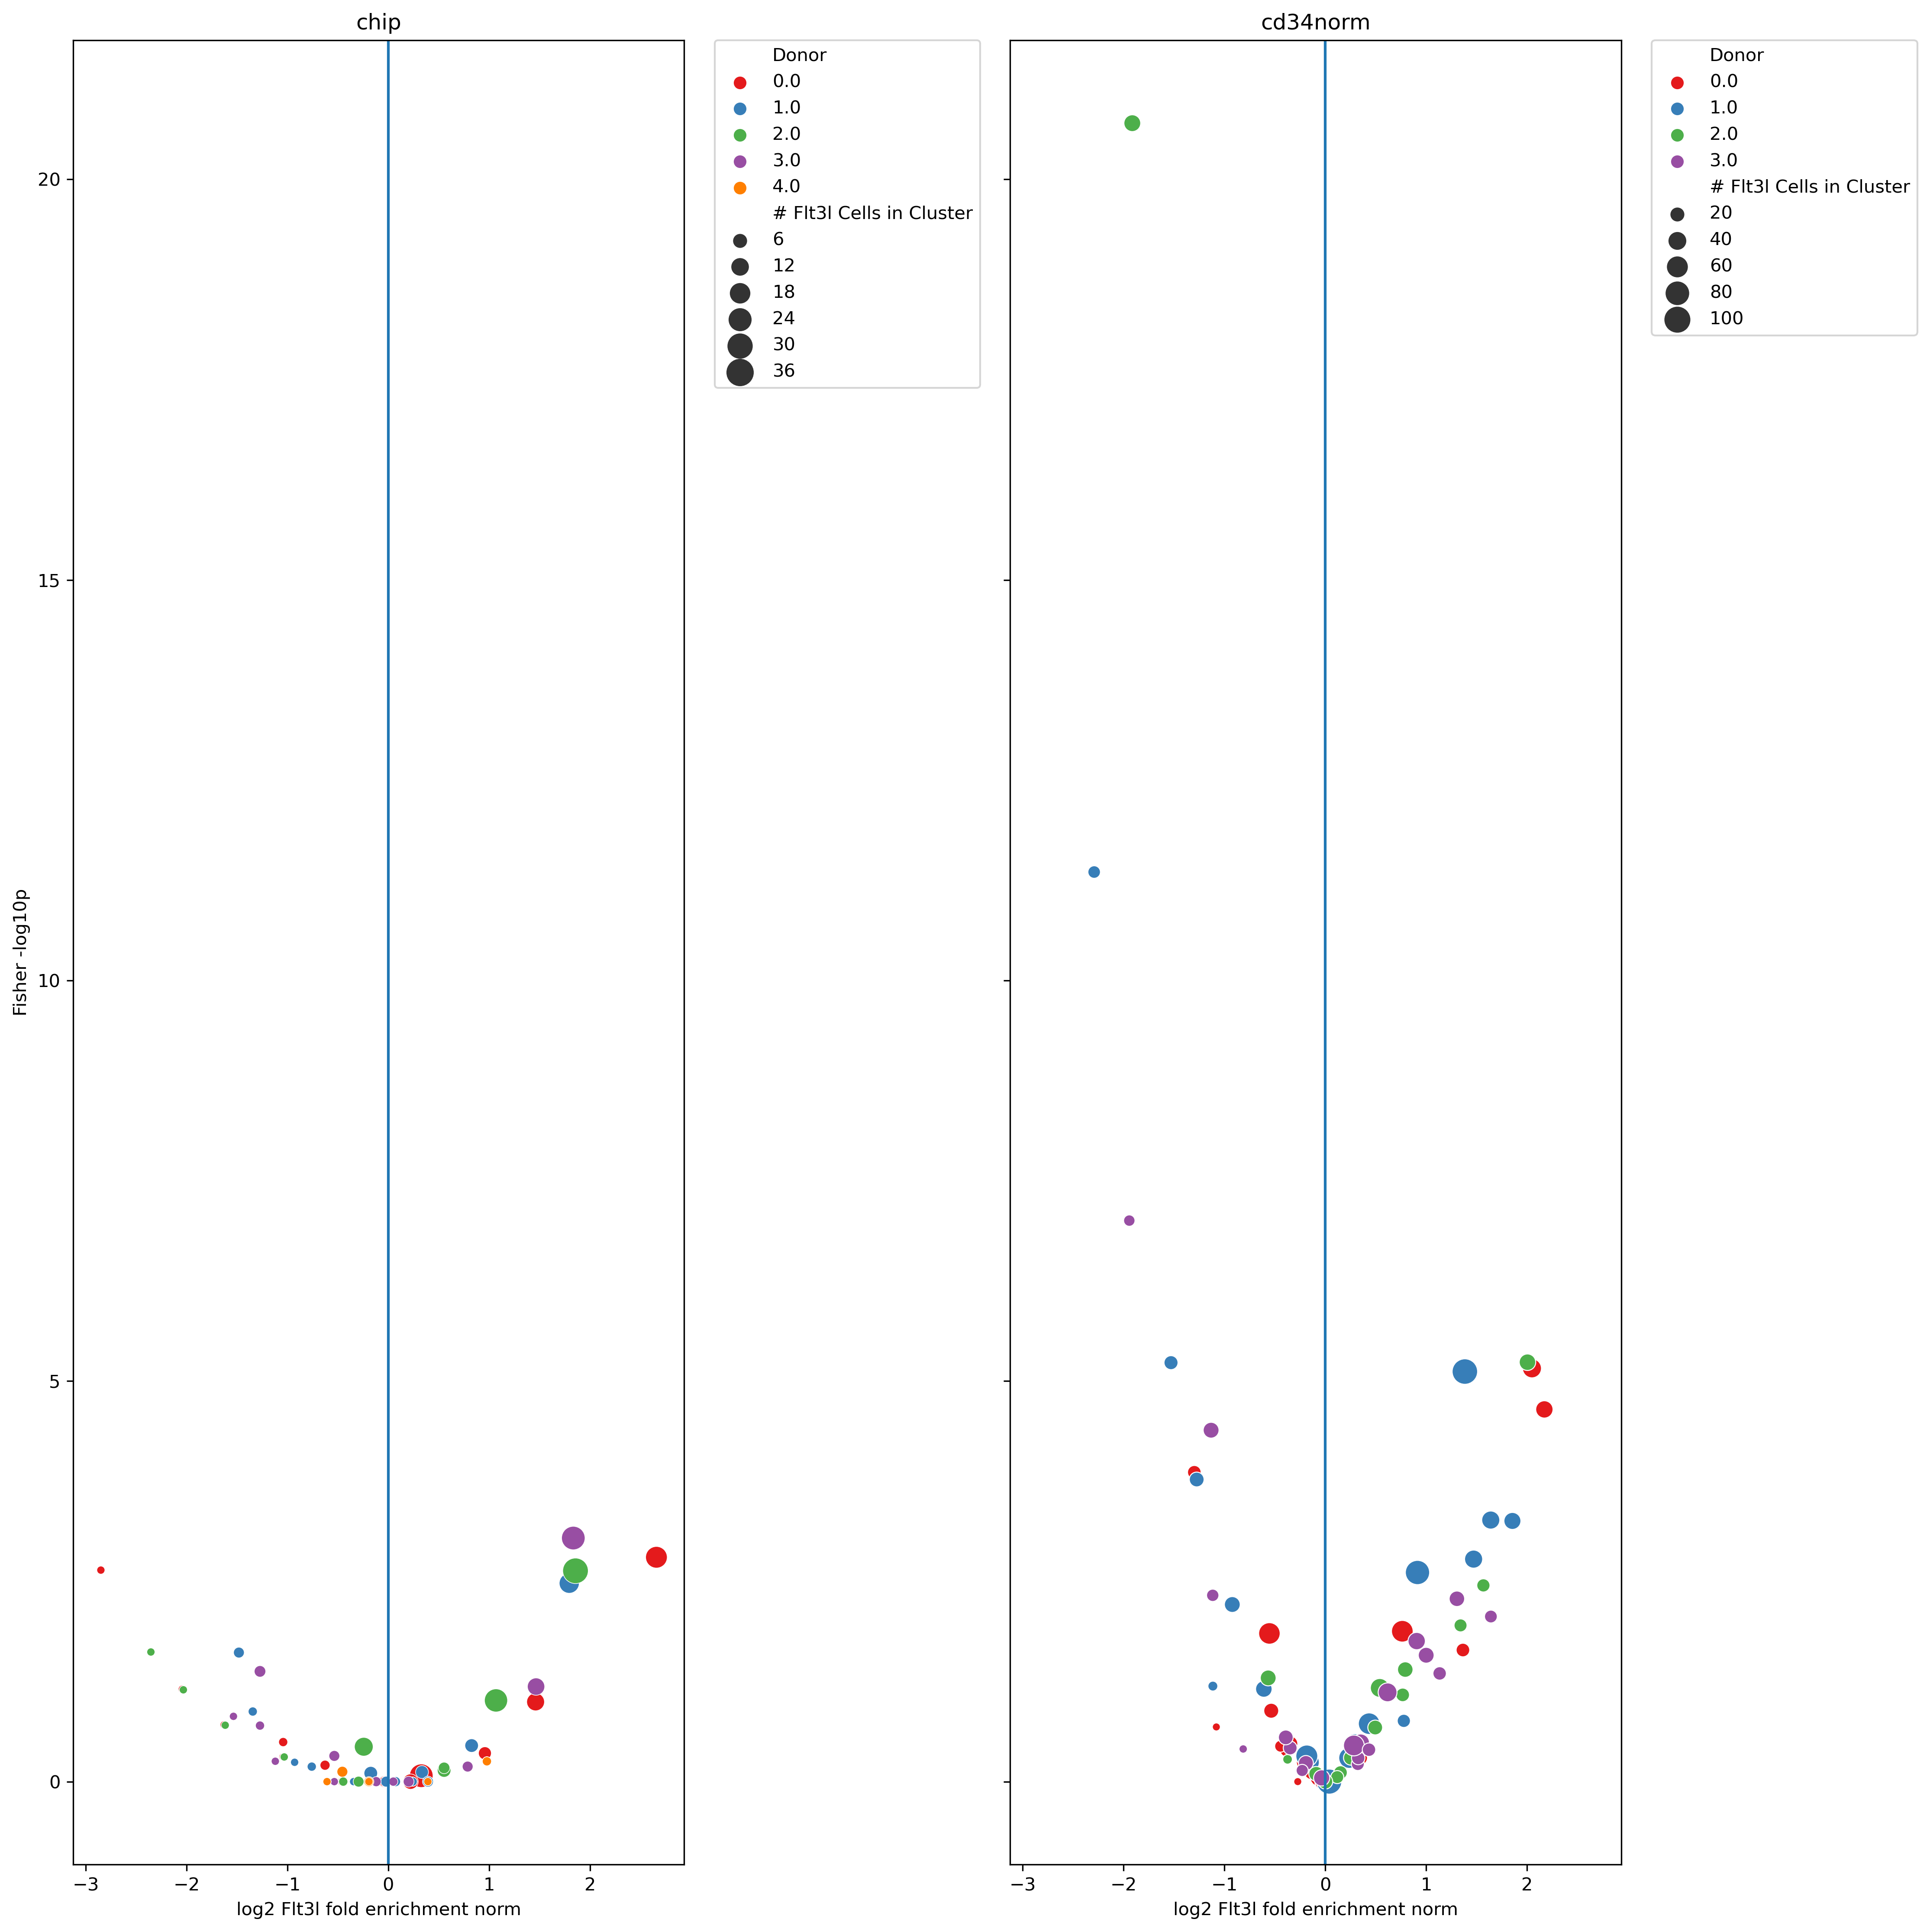 chip
Fisher -log10p
20
15
10
5
0
−3 −2 −1 0 1 2
log2 Flt3l fold enrichment norm
Donor
0.0
1.0
2.0
3.0
4.0
# Flt3l Cells in Cluster
6
12
18
24
30
36
cd34norm
−3 −2 −1 0 1 2
log2 Flt3l fold enrichment norm
Donor
0.0
1.0
2.0
3.0
# Flt3l Cells in Cluster
20
40
60
80
100